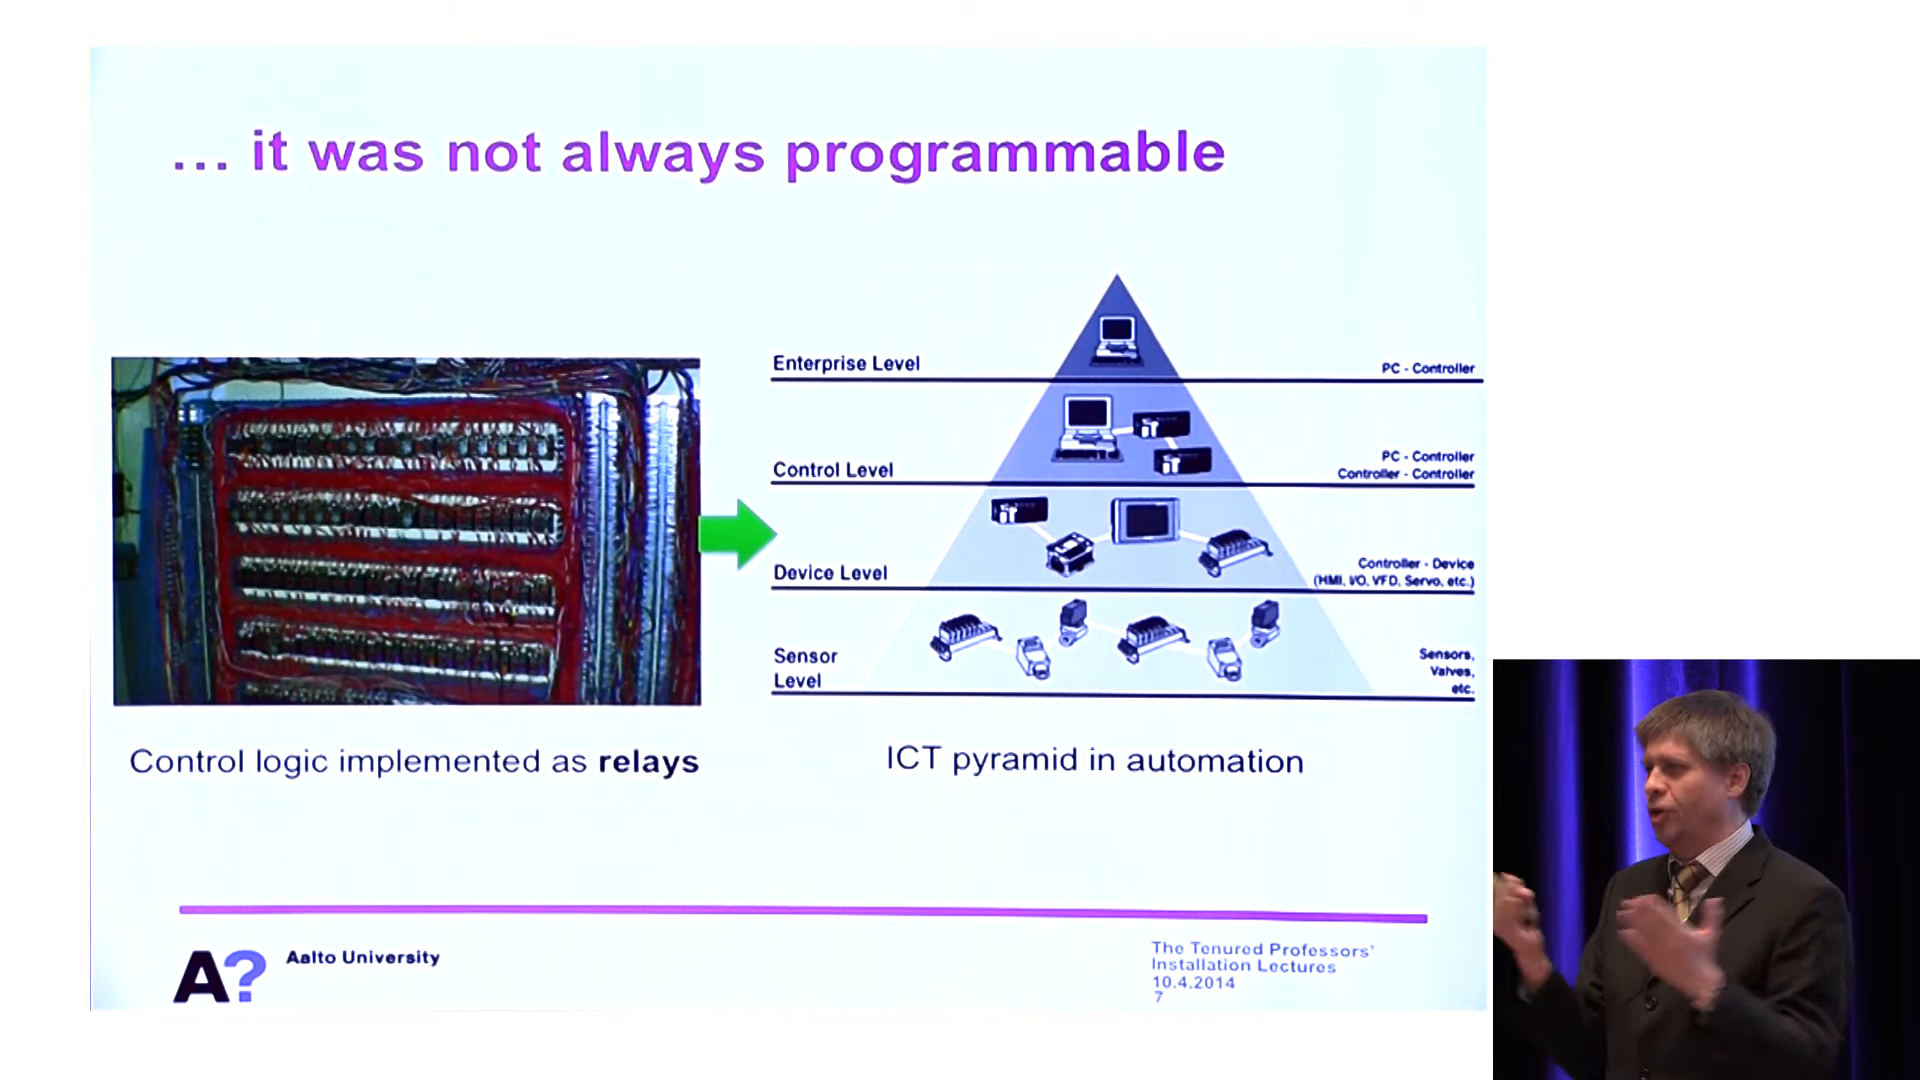 ... it was not always programmable
Enterprise Level
PC - Controller
Control Level
PC - Controller
Controller - Controller
Device Level
Controller - Device
(HMI, I/O, VFD, Servo, etc.)
Sensor
Level
Sensors,
Valves,
etc.
Control logic implemented as relays
ICT pyramid in automation
A?
Aalto University
The Tenured Professors'
Installation Lectures
10.4.2014
7